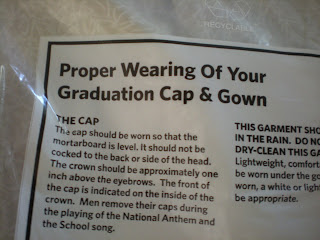 RECYCLABLE
Proper Wearing Of Your
Graduation Cap & Gown
THE CAP
The cap should be worn so that the
mortarboard is level. It should not be
cocked to the back or side of the head.
The crown should be approximately one
inch above the eyebrows. The front of
the cap is indicated on the inside of the
crown. Men remove their caps during
the playing of the National Anthem and
the School song.
THIS GARMENT SHO
IN THE RAIN. DO NO
DRY-CLEAN THIS GA
Lightweight, comfort
be worn under the go
worn, a white or light
be appropriate.